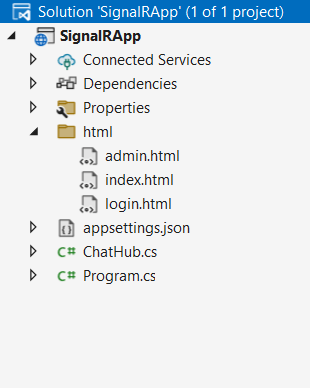 Solution 'SignalRApp' (1 of 1 project)
SignalRApp
Connected Services
Dependencies
Properties
html
admin.html
index.html
login.html
appsettings.json
C# ChatHub.cs
C# Program.cs